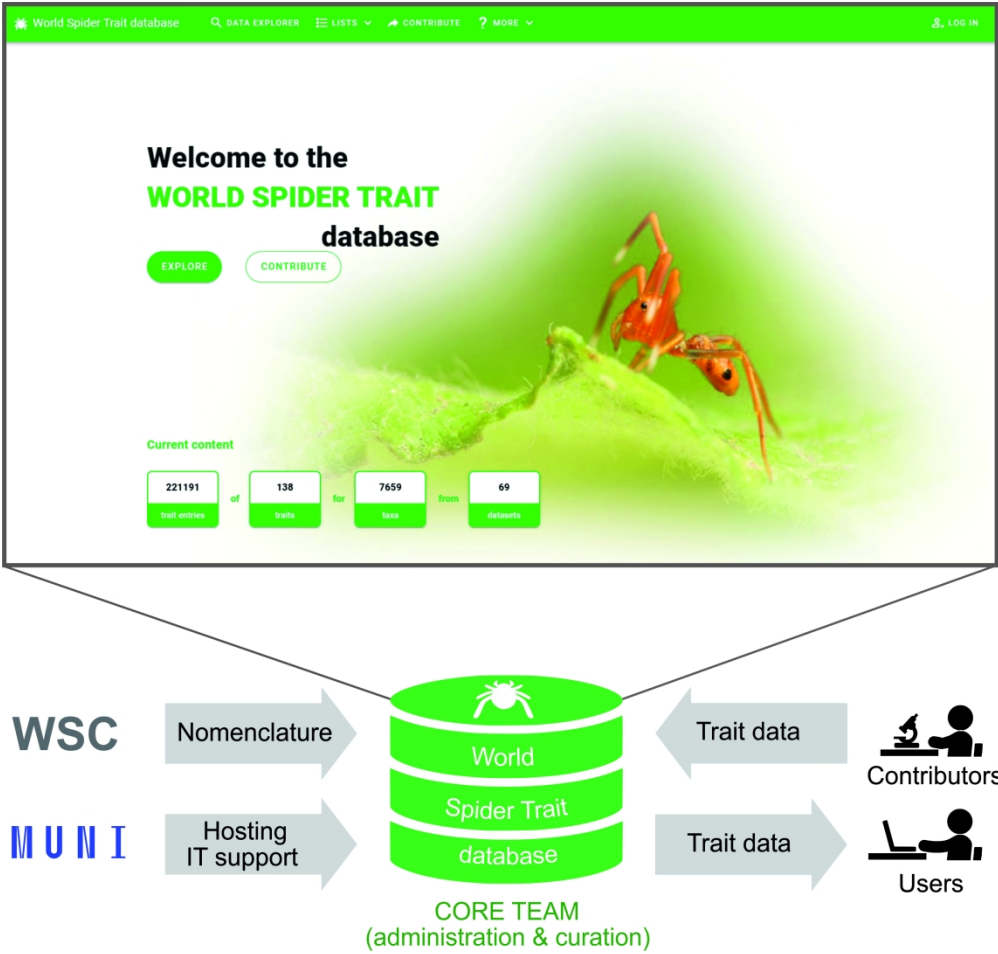 World Spider Trait database
DATA EXPLORER
LISTS
CONTRIBUTE
? MORE
LOG IN
Welcome to the
WORLD SPIDER TRAIT
database
EXPLORE
CONTRIBUTE
Current content
221191
trait entries
of
138
traits
for
7659
taxa
from
69
datasets
WSC
Nomenclature
World
Spider Trait
database
Trait data
Contributors
MUNI
Hosting
IT support
Trait data
Users
CORE TEAM
(administration & curation)